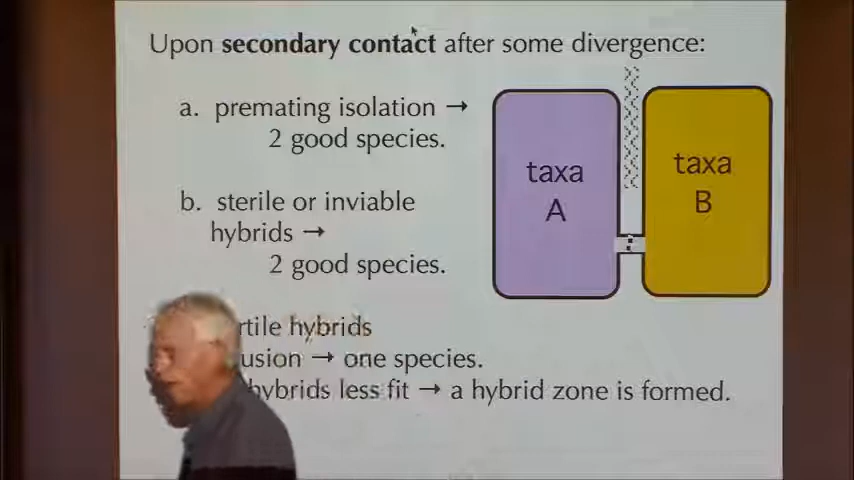 Upon secondary contact after some divergence:
a. premating isolation →
2 good species.
b. sterile or inviable
hybrids →
2 good species.
rtile hybrids
usion → one species.
hybrids less fit → a hybrid zone is formed.
taxa
A
taxa
B